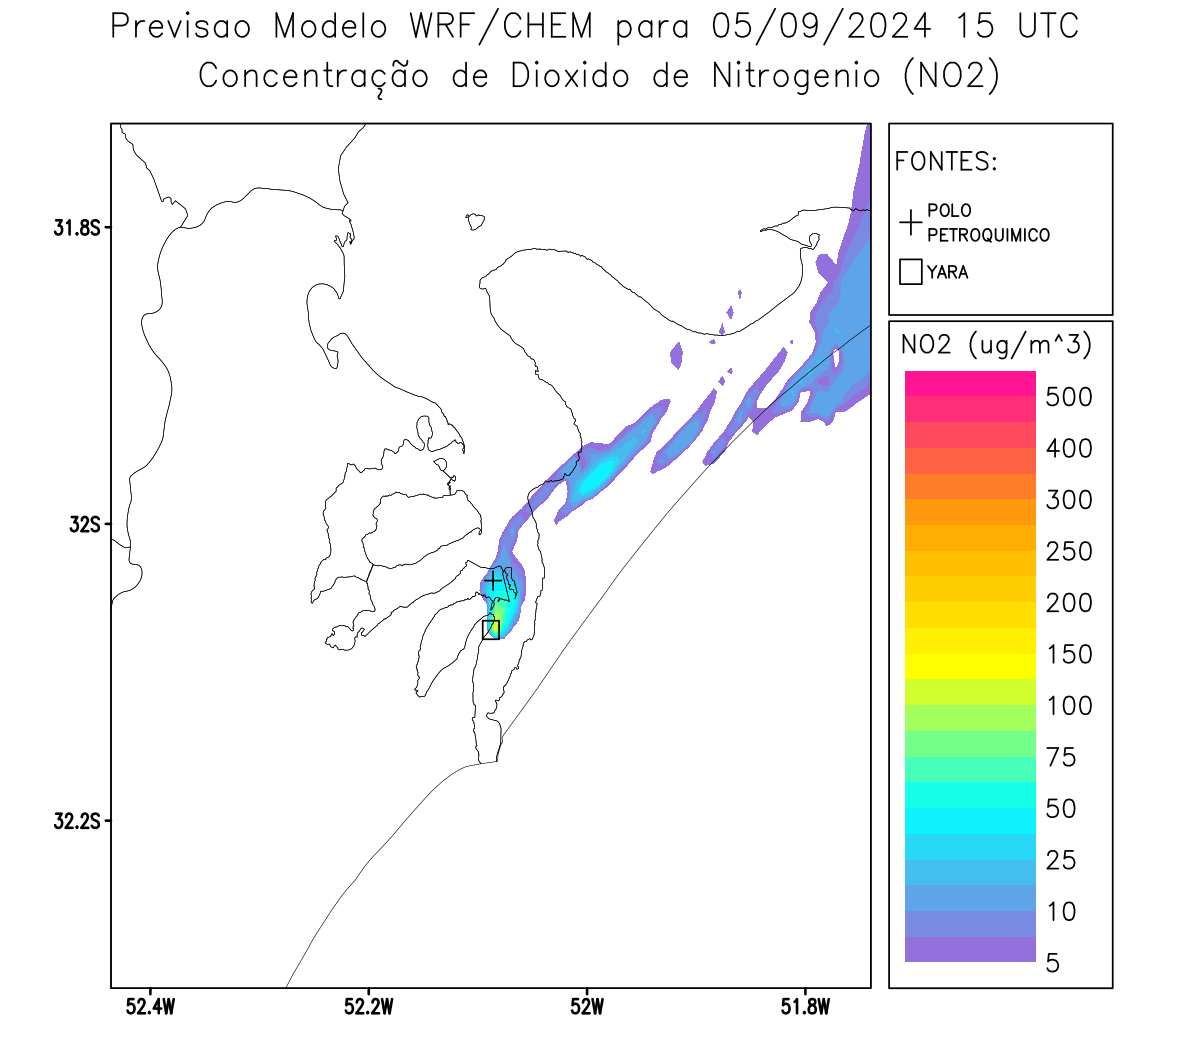 Previsao Modelo WRF/CHEM para 05/09/2024 15 UTC
Concentração de Dioxido de Nitrogenio (NO2)
FONTES:
POLO
PETROQUIMICO
YARA
NO2 (ug/m^3)
500
400
300
250
200
150
100
75
50
25
10
5
31.8S
32S
32.2S
52.4W
52.2W
52W
51.8W